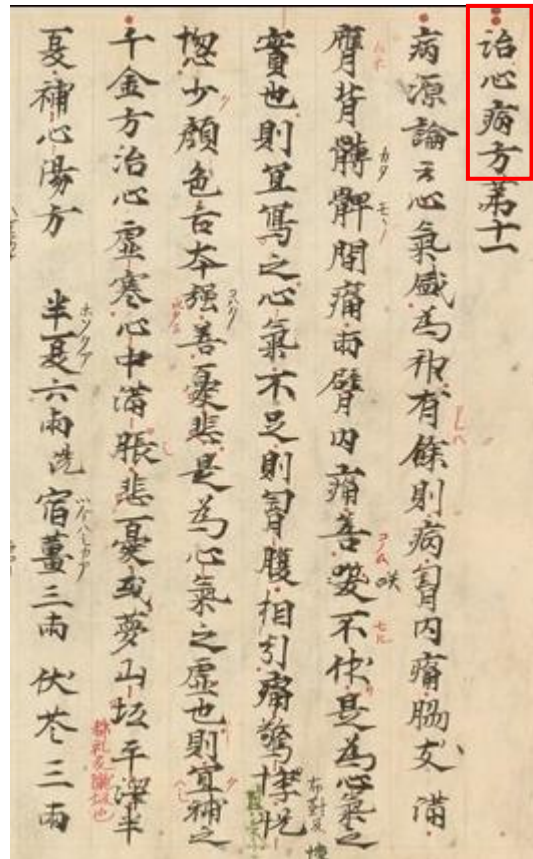 治心病方第十一
病源論云心氣盛為神有餘則病胷内痛脇支滿
膺背髆胛間痛兩臂内痛喜咲不休是為心氣之
實也則宜寫之心氣不足則胷腹相引痛驚悸恍
惚少顔色舌本强善憂悲是為心氣之虚也則宜補之
千金方治心虚寒心中滿脹悲憂或夢山丘平澤半
夏補心湯方 半夏六兩洗宿薑三兩 伏苓三兩